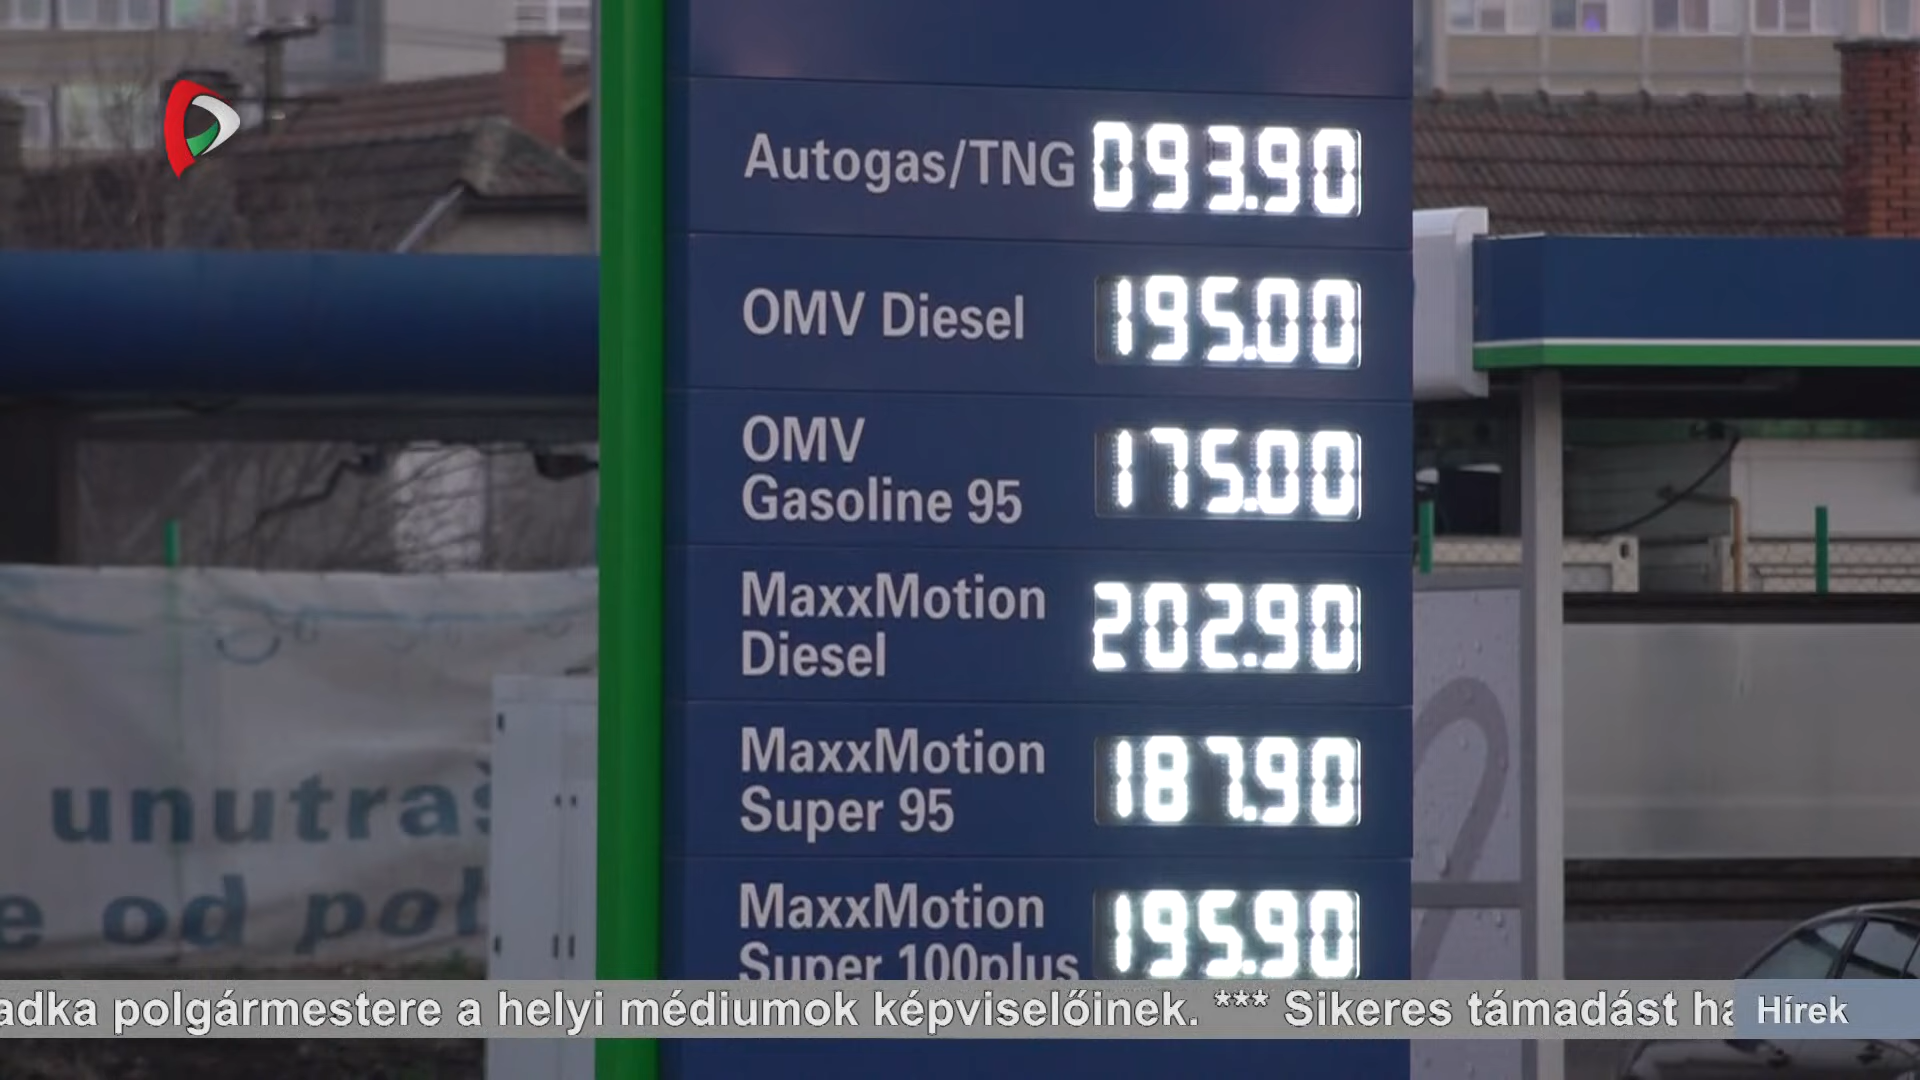 Autogas/TNG 093.90
OMV Diesel 195.00
OMV
Gasoline 95 175.00
MaxxMotion
Diesel 202.90
MaxxMotion
Super 95 187.90
MaxxMotion
Super 100plus 195.90
unutraš
e od pol
adka polgármestere a helyi médiumok képviselőinek. *** Sikeres támadást ha
Hírek